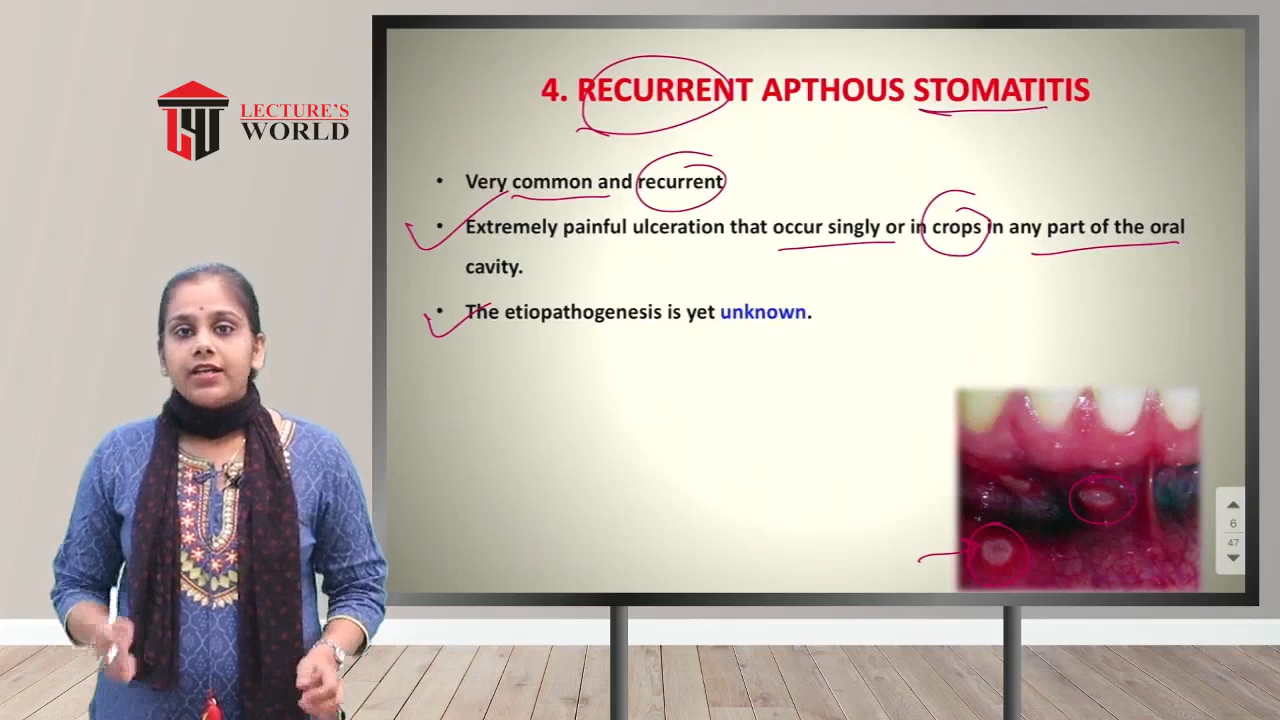 LECTURE'S
WORLD
4. RECURRENT APTHOUS STOMATITIS
• Very common and recurrent
• Extremely painful ulceration that occur singly or in crops in any part of the oral
cavity.
• The etiopathogenesis is yet unknown.
6
47